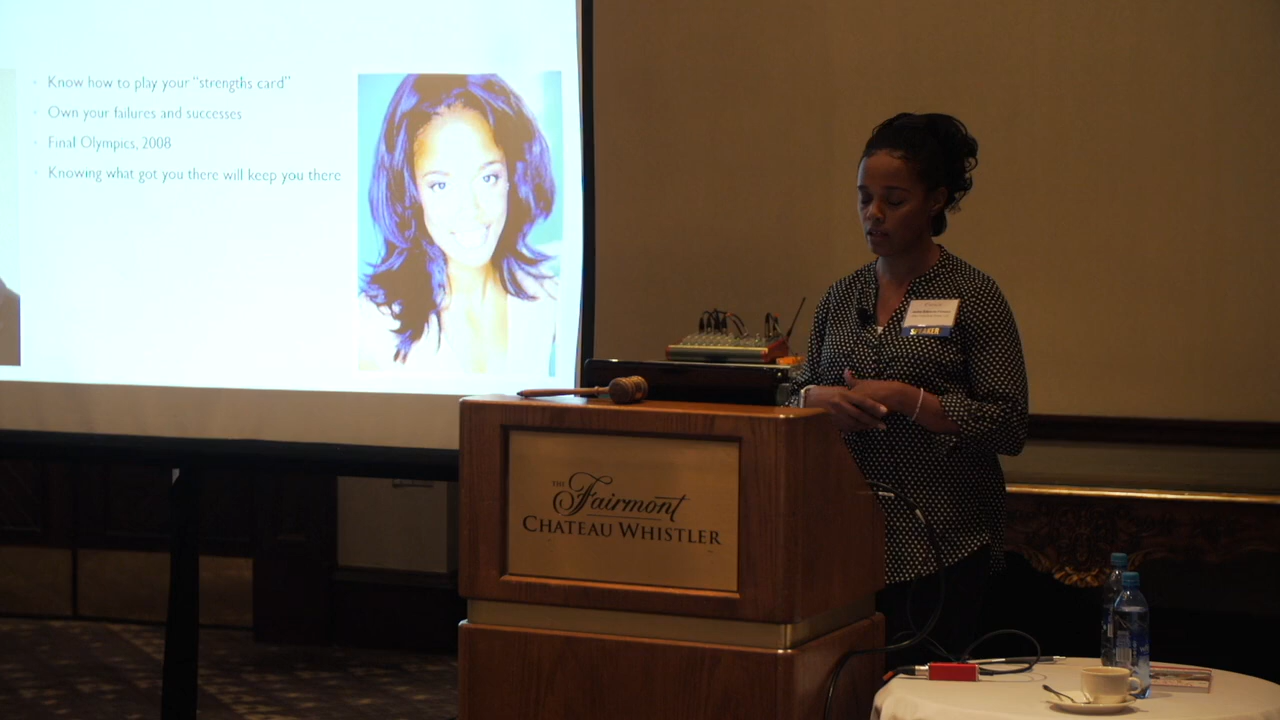 Know how to play your "strengths card"
Own your failures and successes
Final Olympics, 2008
Knowing what got you there will keep you there
SPEAKER
THE Fairmont
CHATEAU WHISTLER